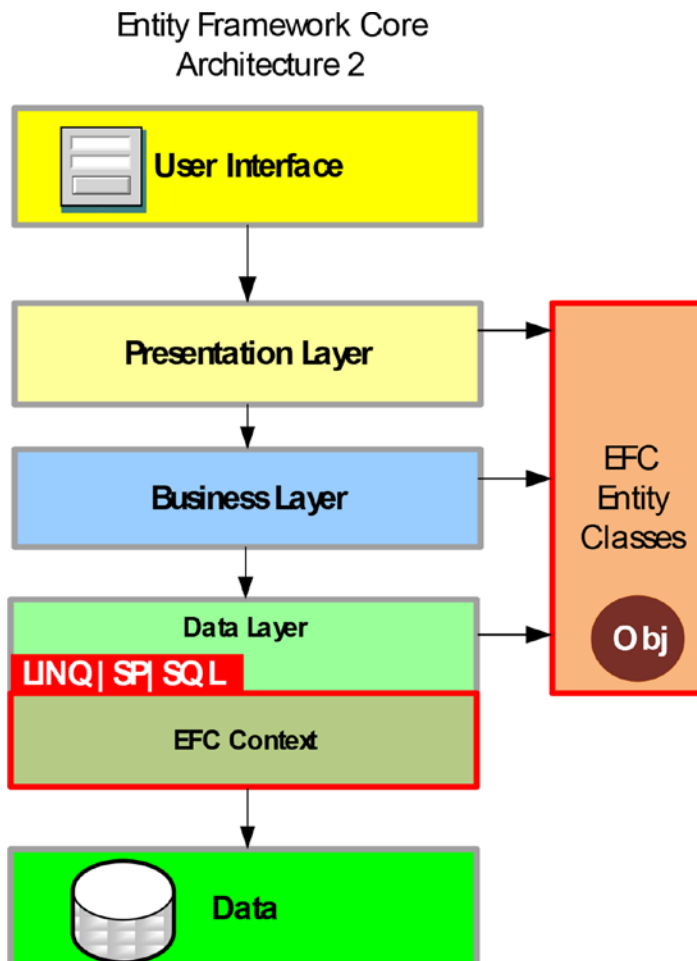 Entity Framework Core
Architecture 2
User Interface
Presentation Layer
Business Layer
EFC
Entity
Classes
Obj
Data Layer
LINQ | SP| SQL
EFC Context
Data